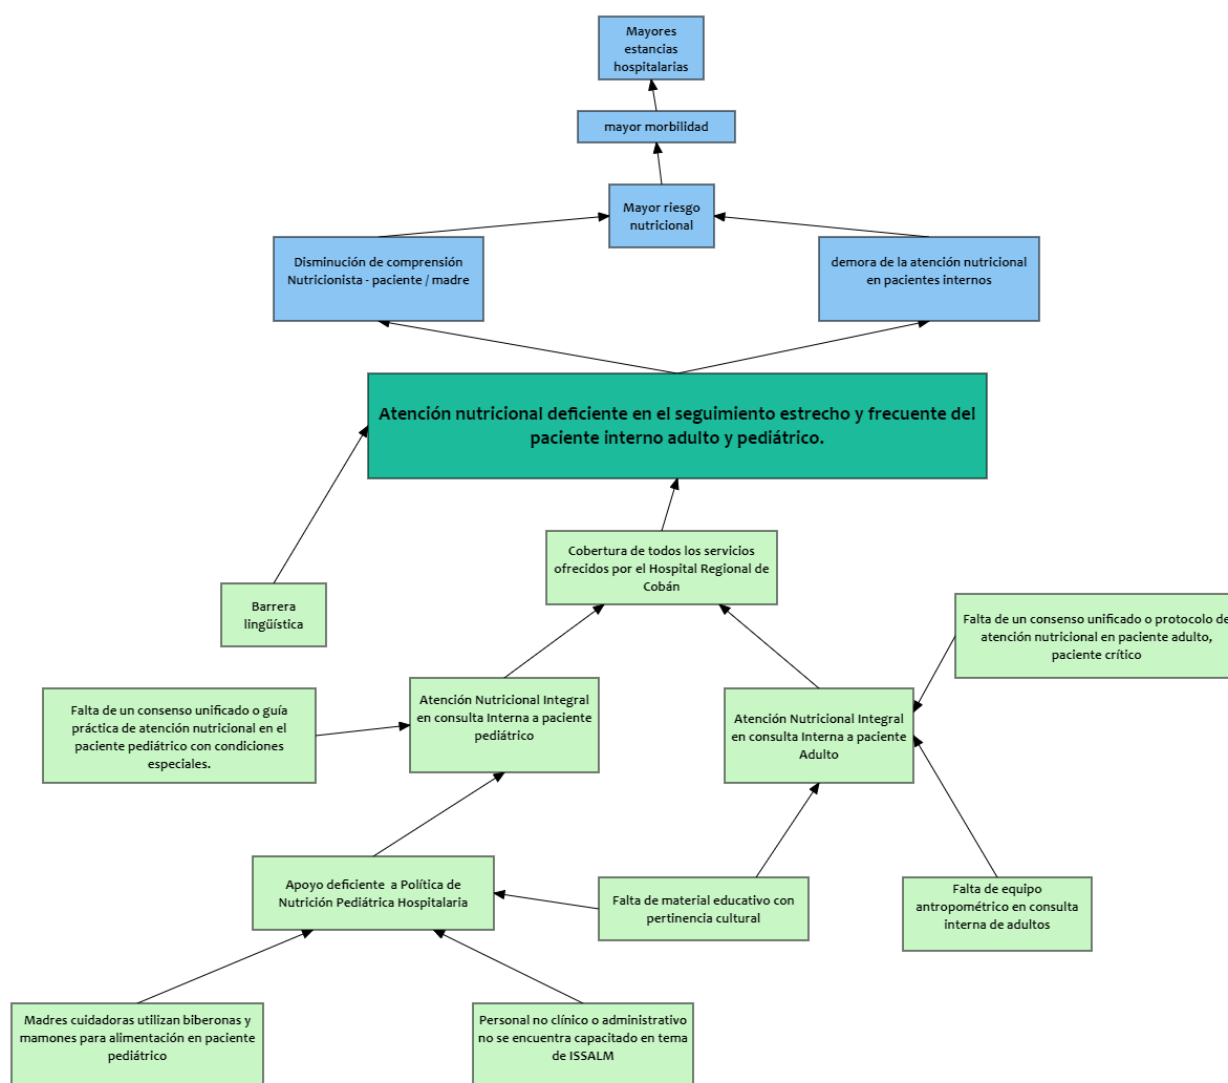 Mayores
estancias
hospitalarias
mayor morbilidad
Mayor riesgo
nutricional
Disminución de comprensión
Nutricionista - paciente / madre
demora de la atención nutricional
en pacientes internos
Atención nutricional deficiente en el seguimiento estrecho y frecuente del
paciente interno adulto y pediátrico.
Cobertura de todos los servicios
ofrecidos por el Hospital Regional de
Cobán
Barrera
lingüística
Falta de un consenso unificado o protocolo de
atención nutricional en paciente adulto,
paciente crítico
Falta de un consenso unificado o guía
práctica de atención nutricional en el
paciente pediátrico con condiciones
especiales.
Atención Nutricional Integral
en consulta Interna a paciente
pediátrico
Atención Nutricional Integral
en consulta Interna a paciente
Adulto
Apoyo deficiente a Política de
Nutrición Pediátrica Hospitalaria
Falta de material educativo con
pertinencia cultural
Falta de equipo
antropométrico en consulta
interna de adultos
Madres cuidadoras utilizan biberonas y
mamones para alimentación en paciente
pediátrico
Personal no clínico o administrativo
no se encuentra capacitado en tema
de ISSALM